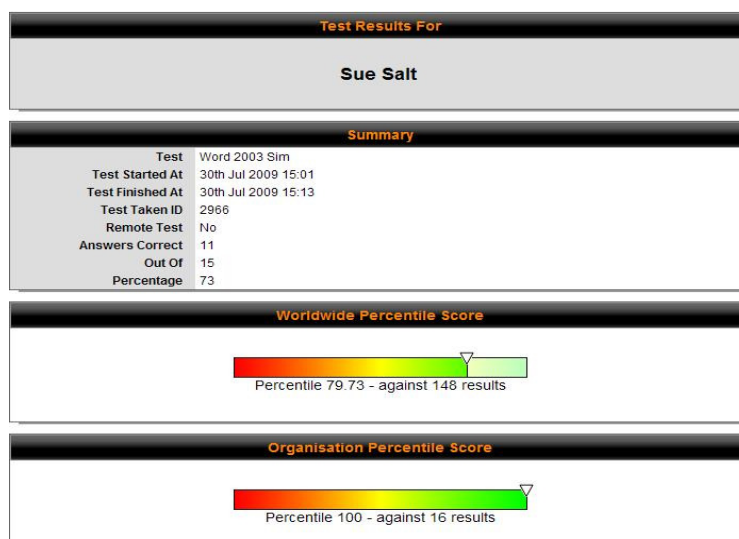 Test Results For
Sue Salt
Summary
Test Word 2003 Sim
Test Started At 30th Jul 2009 15:01
Test Finished At 30th Jul 2009 15:13
Test Taken ID 2966
Remote Test No
Answers Correct 11
Out Of 15
Percentage 73
Worldwide Percentile Score
Percentile 79.73 - against 148 results
Organisation Percentile Score
Percentile 100 - against 16 results